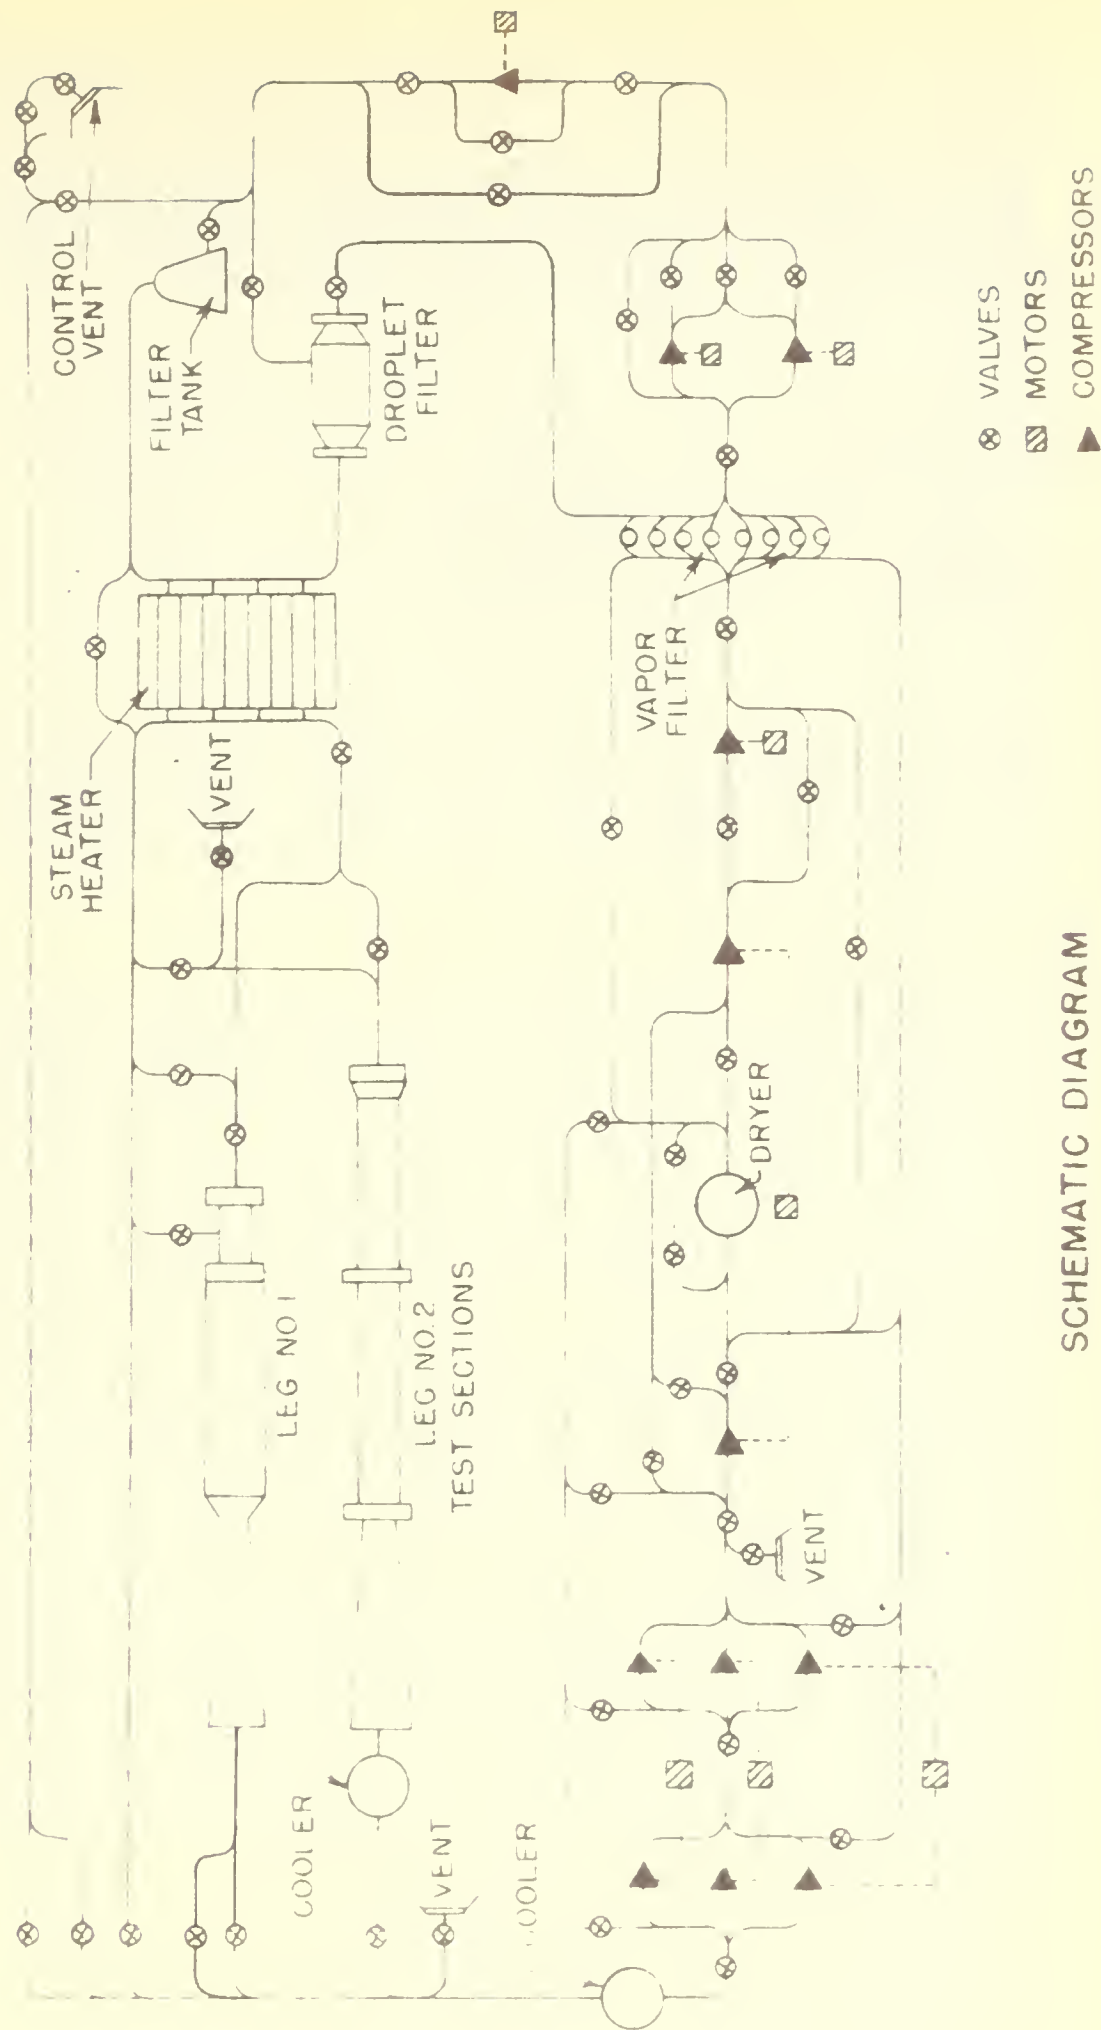 CONTROL
VENT
FILTER
TANK
DROPLET
FILTER
STEAM
HEATER
VENT
VAPOR
FILTER
DRYER
LEG NO 1
LEG NO. 2
TEST SECTIONS
VENT
COOLER
VENT
COOLER
VALVES
MOTORS
COMPRESSORS
SCHEMATIC DIAGRAM